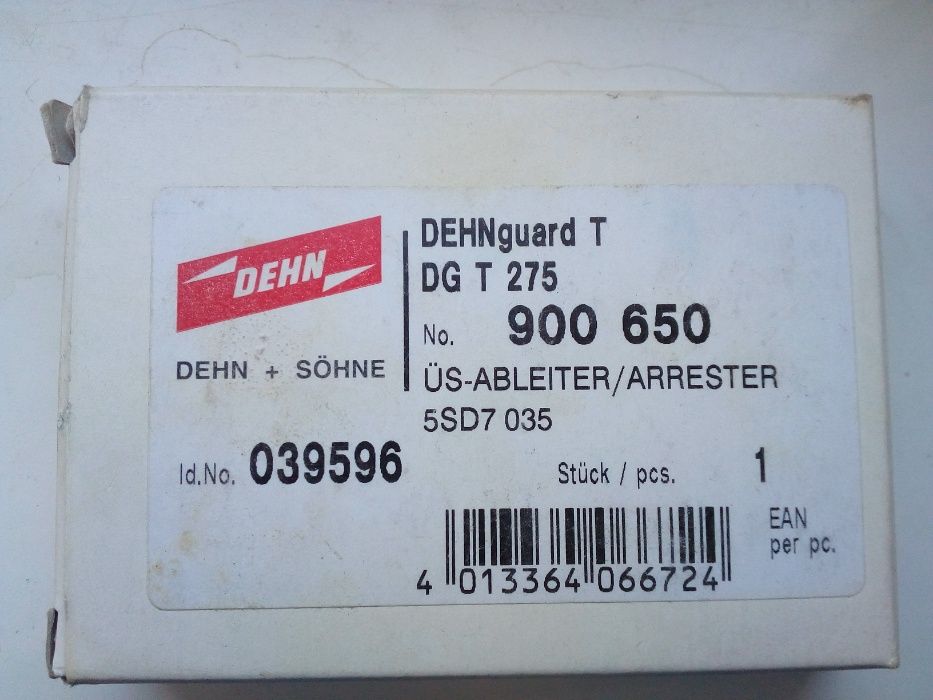 DEHN
DEHN + SÖHNE
DEHNguard T
DG T 275
No. 900 650
ÜS-ABLEITER/ARRESTER
5SD7 035
Id.No. 039596
Stück / pcs. 1
EAN
per pc.
4 013364 066724